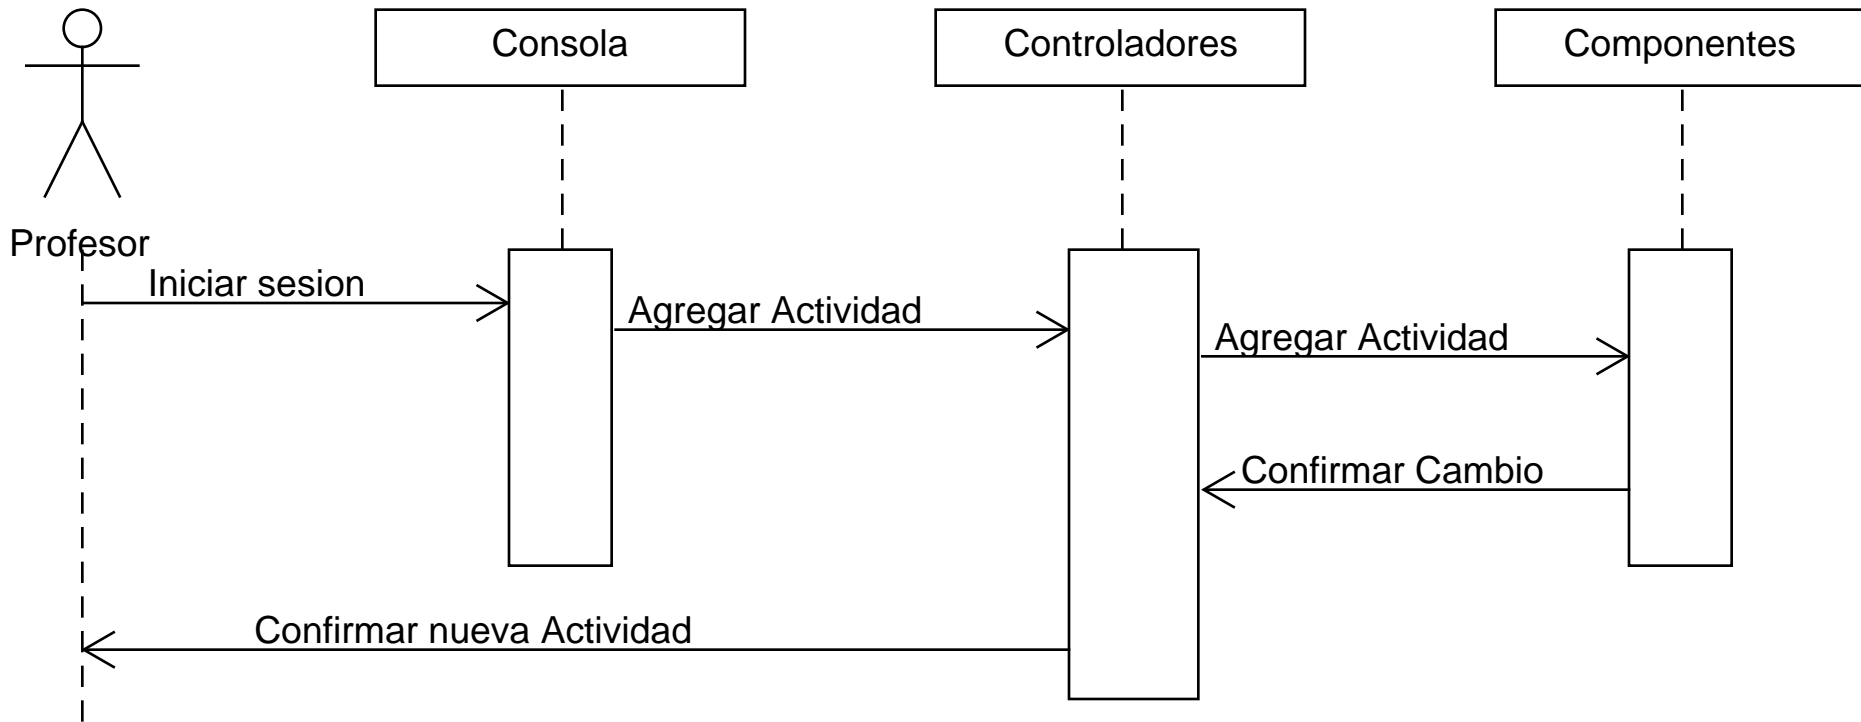 Consola
Controladores
Componentes
Profesor
Iniciar sesion
Agregar Actividad
Agregar Actividad
Confirmar Cambio
Confirmar nueva Actividad